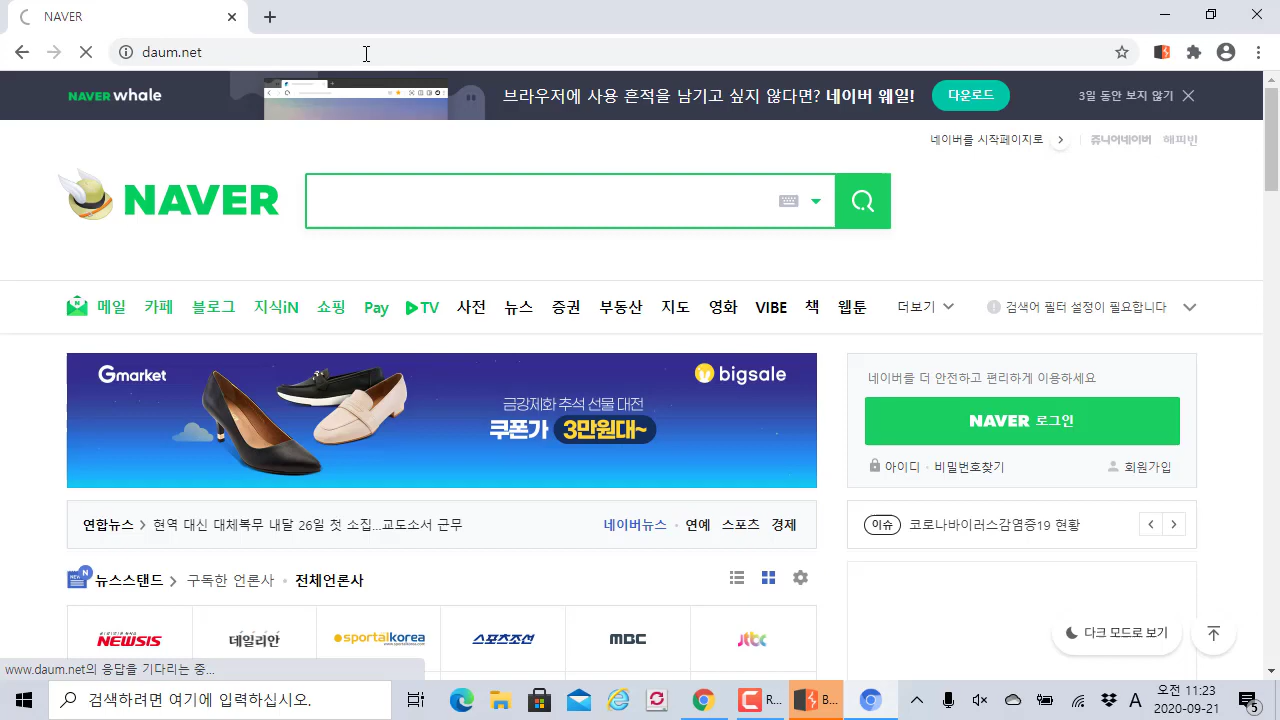 NAVER
daum.net
NAVER whale
브라우저에 사용 흔적을 남기고 싶지 않다면? 네이버 웨일!
다운로드
3일 동안 보지 않기
네이버를 시작페이지로
쥬니어네이버 해피빈
NAVER
메일 카페 블로그 지식iN 쇼핑 Pay TV 사전 뉴스 증권 부동산 지도 영화 VIBE 책 웹툰 더보기 검색어 필터 설정이 필요합니다
Gmarket
bigsale
금강제화 추석 선물 대전
쿠폰가 3만원대~
네이버를 더 안전하고 편리하게 이용하세요
NAVER 로그인
아이디·비밀번호찾기 회원가입
연합뉴스 현역 대신 대체복무 내달 26일 첫 소집...교도소서 근무
네이버뉴스 · 연예 스포츠 경제
이슈 코로나바이러스감염증19 현황
뉴스스탠드 구독한 언론사 · 전체언론사
NEWSIS 데일리안 sportalkorea 스포츠조선 MBC jtbc
www.sportalkorea.com
다크 모드로 보기
www.daum.net의 응답을 기다리는 중...
검색하려면 여기에 입력하십시오.
R...
B...
A
오전 11:23
2020-09-21
5